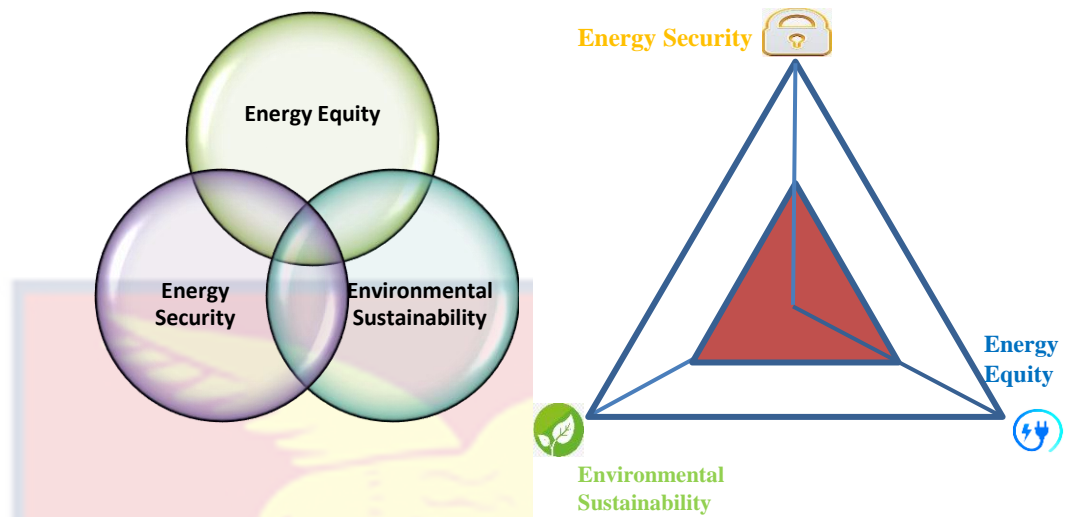 Energy Equity
Energy
Security
Environmental
Sustainability
Energy Security
Energy
Equity
Environmental
Sustainability